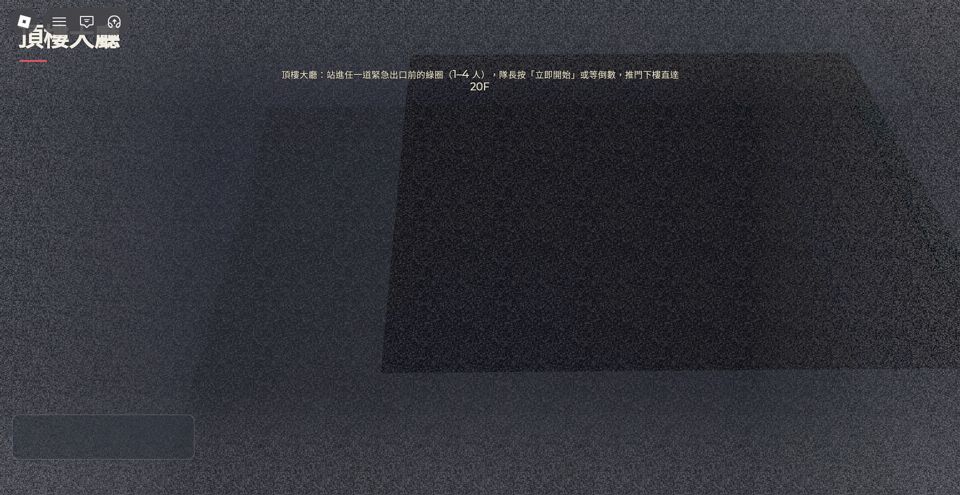 頂樓大廳
頂樓大廳：站進任一道緊急出口前的綠圈（1–4 人），隊長按「立即開始」或等倒數，推門下樓直達
20F